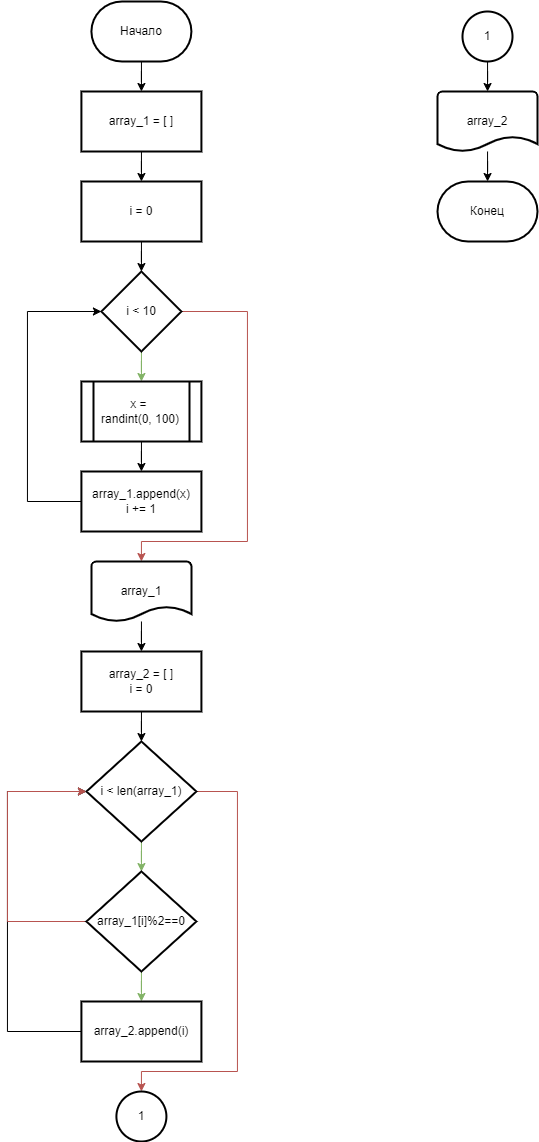 Начало
array_1 = [ ]
i = 0
i < 10
x =
randint(0, 100)
array_1.append(x)
i += 1
array_1
array_2 = [ ]
i = 0
i < len(array_1)
array_1[i]%2==0
array_2.append(i)
1
1
array_2
Конец